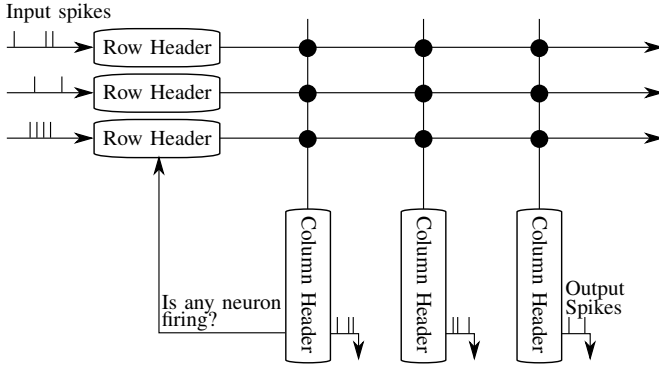 Input spikes
Row Header
Row Header
Row Header
Column Header
Column Header
Column Header
Is any neuron
firing?
Output
Spikes